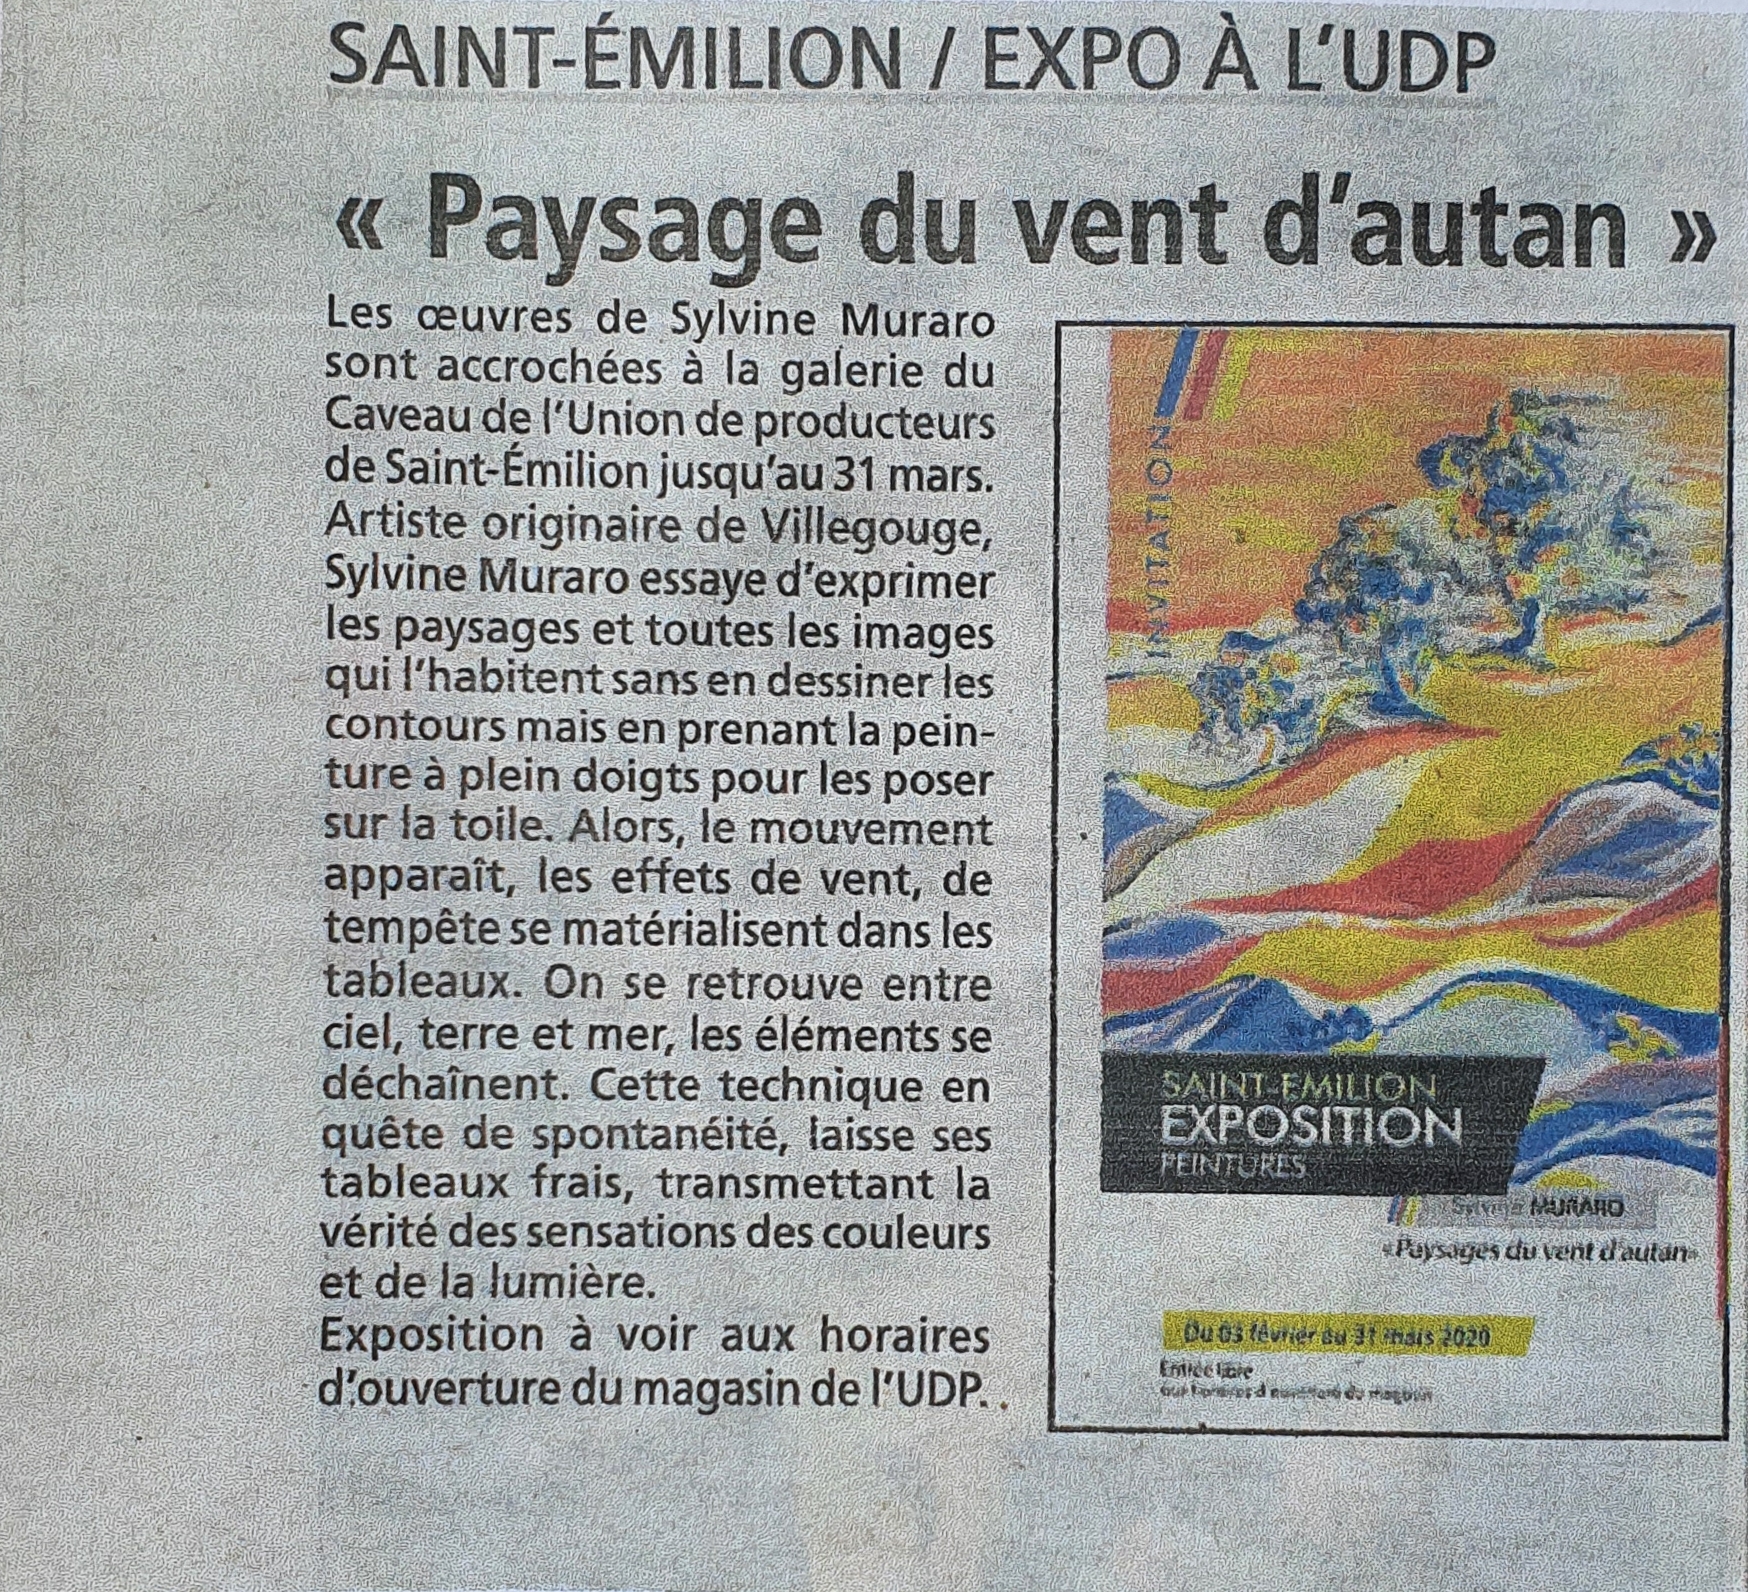 SAINT-ÉMILION / EXPO À L'UDP
« Paysage du vent d'autan »
Les œuvres de Sylvine Muraro
sont accrochées à la galerie du
Caveau de l'Union de producteurs
de Saint-Émilion jusqu'au 31 mars.
Artiste originaire de Villegouge,
Sylvine Muraro essaye d'exprimer
les paysages et toutes les images
qui l'habitent sans en dessiner les
contours mais en prenant la pein-
ture à plein doigts pour les poser
sur la toile. Alors, le mouvement
apparaît, les effets de vent, de
tempête se matérialisent dans les
tableaux. On se retrouve entre
ciel, terre et mer, les éléments se
déchaînent. Cette technique en
quête de spontanéité, laisse ses
tableaux frais, transmettant la
vérité des sensations des couleurs
et de la lumière.
Exposition à voir aux horaires
d'ouverture du magasin de l'UDP.
INVITATION
SAINT-EMILION
EXPOSITION
PEINTURES
Sylvine MURARO
«Paysages du vent d'autan»
Du 03 février au 31 mars 2020
Entrée libre
aux horaires d'ouverture du magasin